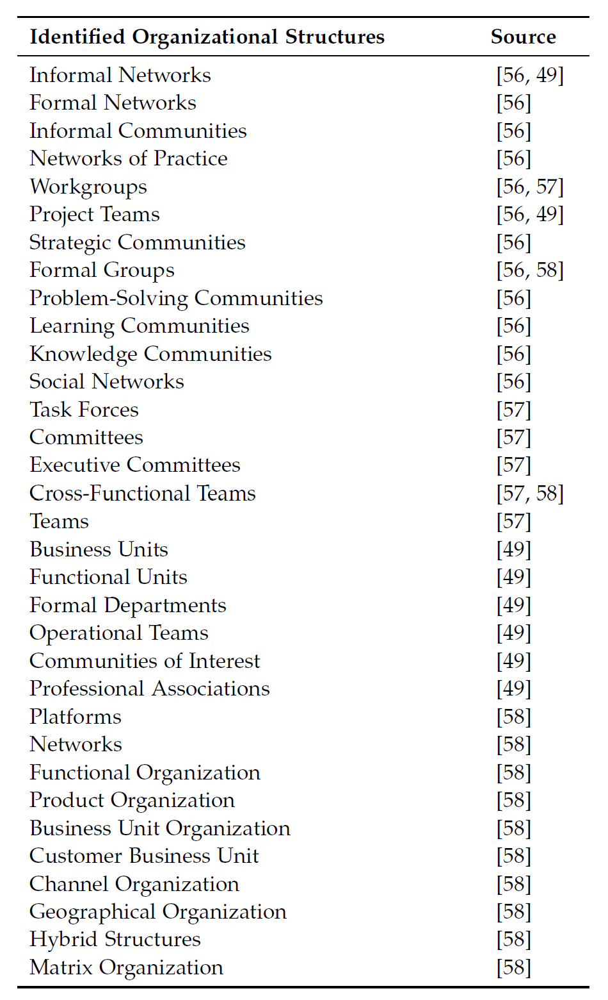 Identified Organizational Structures Source
Informal Networks [56, 49]
Formal Networks [56]
Informal Communities [56]
Networks of Practice [56]
Workgroups [56, 57]
Project Teams [56, 49]
Strategic Communities [56]
Formal Groups [56, 58]
Problem-Solving Communities [56]
Learning Communities [56]
Knowledge Communities [56]
Social Networks [56]
Task Forces [57]
Committees [57]
Executive Committees [57]
Cross-Functional Teams [57, 58]
Teams [57]
Business Units [49]
Functional Units [49]
Formal Departments [49]
Operational Teams [49]
Communities of Interest [49]
Professional Associations [49]
Platforms [58]
Networks [58]
Functional Organization [58]
Product Organization [58]
Business Unit Organization [58]
Customer Business Unit [58]
Channel Organization [58]
Geographical Organization [58]
Hybrid Structures [58]
Matrix Organization [58]